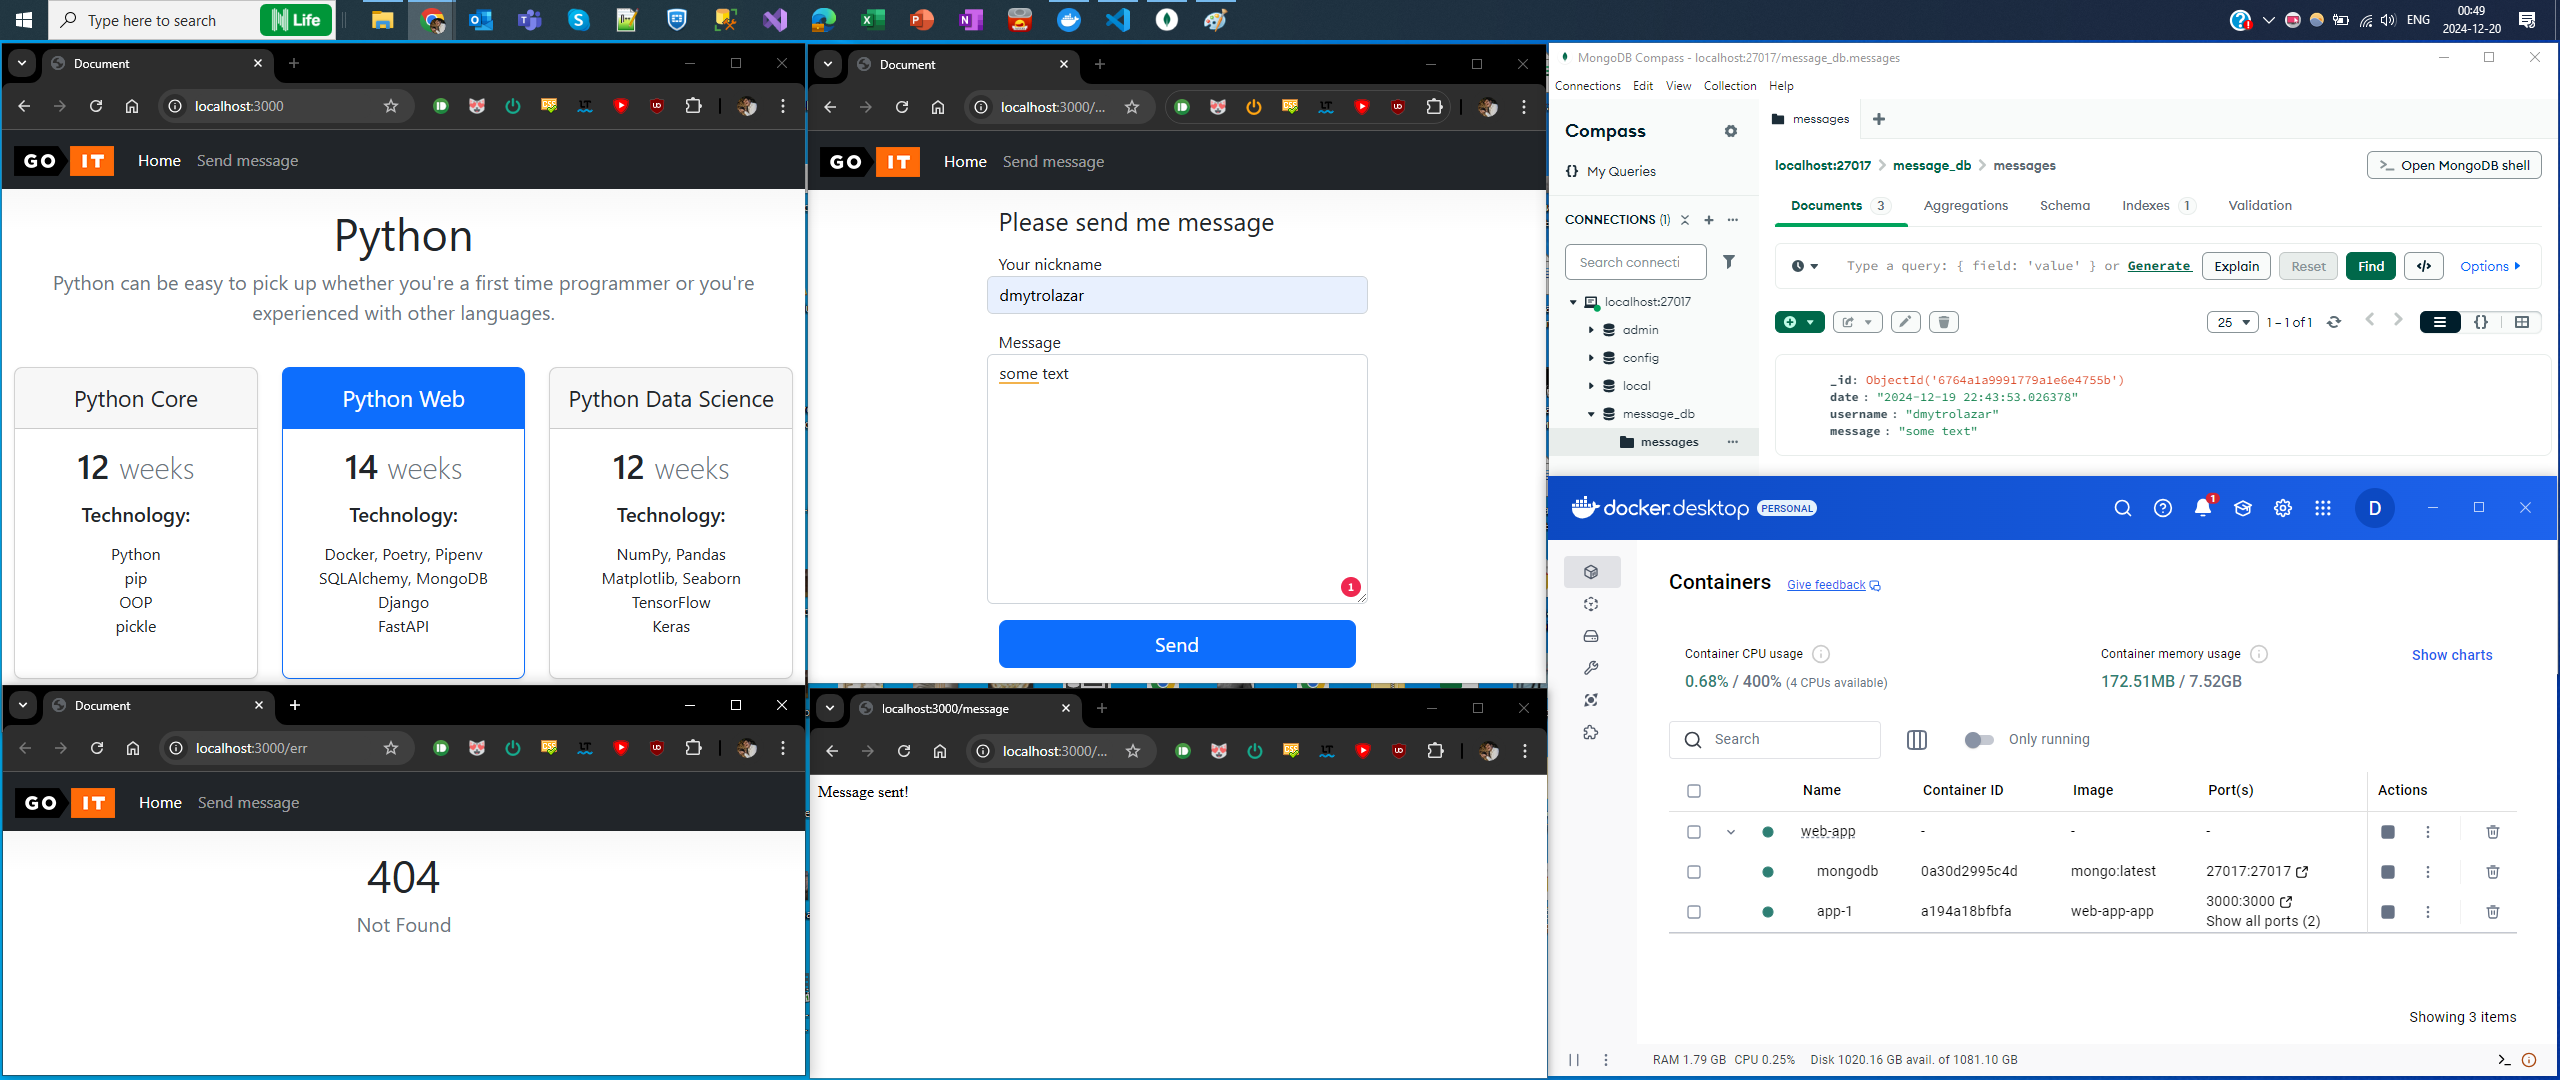 Type here to search
Life
ENG
00:49
2024-12-20
Document
localhost:3000
GO IT
Home
Send message
Python
Python can be easy to pick up whether you're a first time programmer or you're
experienced with other languages.
Python Core
12 weeks
Technology:
Python
pip
OOP
pickle
Python Web
14 weeks
Technology:
Docker, Poetry, Pipenv
SQLAlchemy, MongoDB
Django
FastAPI
Python Data Science
12 weeks
Technology:
NumPy, Pandas
Matplotlib, Seaborn
TensorFlow
Keras
Document
localhost:3000/...
GO IT
Home
Send message
Please send me message
Your nickname
dmytrolazar
Message
some text
1
Send
Document
localhost:3000/err
GO IT
Home
Send message
404
Not Found
localhost:3000/message
localhost:3000/...
Message sent!
MongoDB Compass - localhost:27017/message_db.messages
Connections Edit View Collection Help
Compass
{} My Queries
CONNECTIONS (1)
Search connecti
localhost:27017
admin
config
local
message_db
messages
messages
localhost:27017 > message_db > messages
>_ Open MongoDB shell
Documents 3
Aggregations
Schema
Indexes 1
Validation
Type a query: { field: 'value' } or Generate
Explain
Reset
Find
</>
Options
25
1 – 1 of 1
{}
_id: ObjectId('6764a1a9991779a1e6e4755b')
date : "2024-12-19 22:43:53.026378"
username : "dmytrolazar"
message : "some text"
docker.desktop PERSONAL
1
D
Containers
Give feedback
Container CPU usage
0.68% / 400% (4 CPUs available)
Container memory usage
172.51MB / 7.52GB
Show charts
Search
Only running
Name Container ID Image Port(s) Actions
web-app - - -
mongodb 0a30d2995c4d mongo:latest 27017:27017
app-1 a194a18bfbfa web-app-app 3000:3000
Show all ports (2)
Showing 3 items
RAM 1.79 GB CPU 0.25% Disk 1020.16 GB avail. of 1081.10 GB